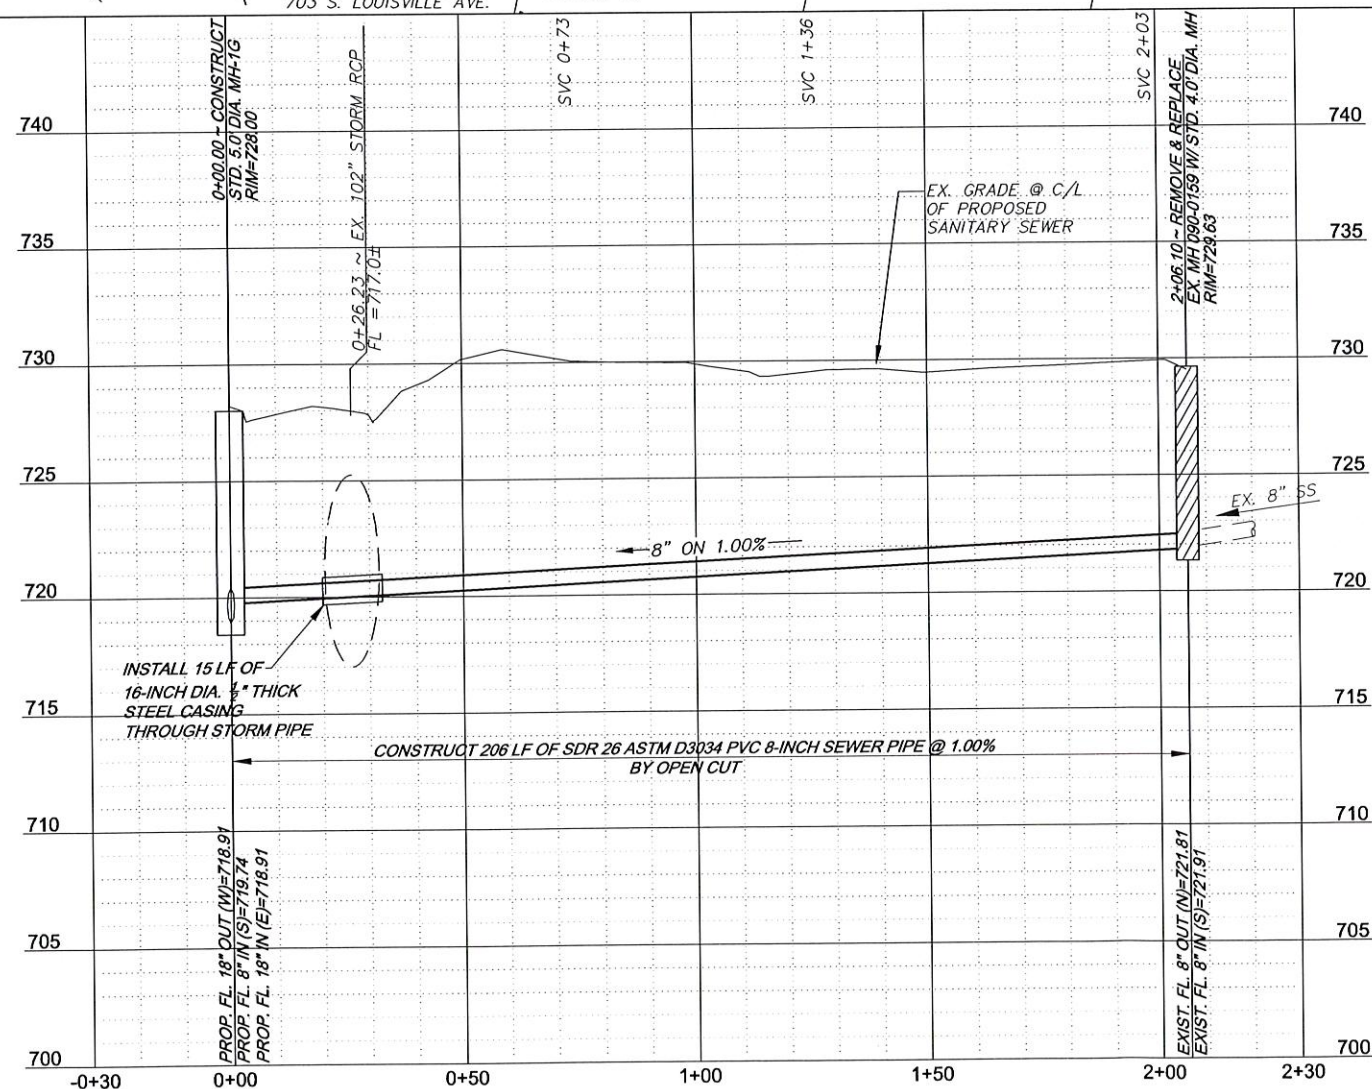 703 S. LOUISVILLE AVE.
0+00.00 ~ CONSTRUCT
STD. 5.0' DIA. MH-1G
RIM=728.00
0+26.23 ~ EX. 102" STORM RCP
FL = 717.0±
SVC 0+73
SVC 1+36
SVC 2+03
2+06.10 ~ REMOVE & REPLACE
EX. MH 090-0159 W/ STD. 4.0' DIA. MH
RIM=729.63
740
740
EX. GRADE @ C/L
OF PROPOSED
SANITARY SEWER
735
735
730
730
725
725
EX. 8" SS
8" ON 1.00%
720
720
INSTALL 15 LF OF
16-INCH DIA. 1/2" THICK
STEEL CASING
THROUGH STORM PIPE
715
715
CONSTRUCT 206 LF OF SDR 26 ASTM D3034 PVC 8-INCH SEWER PIPE @ 1.00%
BY OPEN CUT
710
710
PROP. FL. 18" OUT (W)=718.91
PROP. FL. 8" IN (S)=719.74
PROP. FL. 18" IN (E)=718.91
EXIST. FL. 8" OUT (N)=721.81
EXIST. FL. 8" IN (S)=721.91
705
705
700
700
-0+30
0+00
0+50
1+00
1+50
2+00
2+30